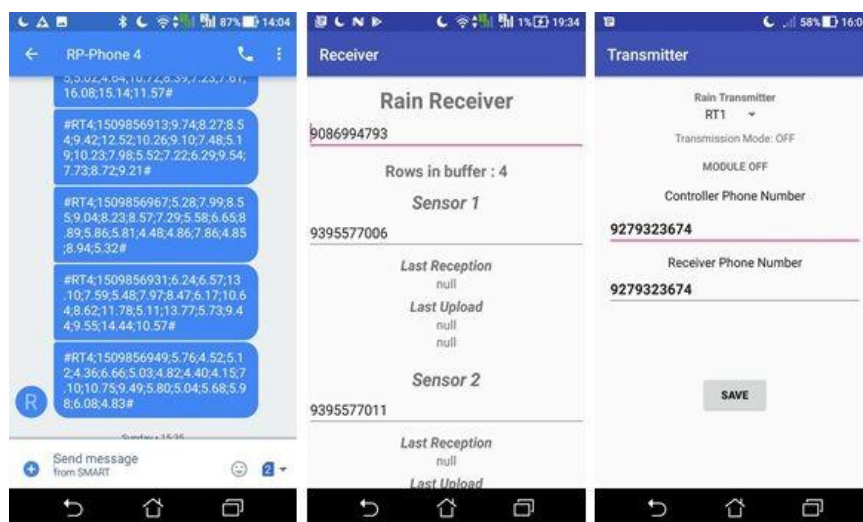 87% 14:04
RP-Phone 4
16.08;15.14;11.57#
#RT4;1509856913;9.74;8.27;8.5
4;9.42;12.52;10.26;9.10;7.48;5.1
9;10.23;7.98;5.52;7.22;6.29;9.54;
7.73;8.72;9.21#
#RT4;1509856967;5.28;7.99;8.5
5;9.04;8.23;8.57;7.29;5.58;6.65;8
.89;5.86;5.81;4.48;4.86;7.86;4.85
;8.94;5.32#
#RT4;1509856931;6.24;6.57;13
.10;7.59;5.48;7.97;8.47;6.17;10.6
4;8.62;11.78;5.11;13.77;5.73;9.4
4;9.55;14.44;10.57#
#RT4;1509856949;5.76;4.52;5.1
2;4.36;6.66;5.03;4.82;4.40;4.15;7
.10;10.75;9.49;5.80;5.04;5.68;5.9
8;6.08;4.83#
R
Sunday • 15:35
Send message
from SMART
2
1% 19:34
Receiver
Rain Receiver
9086994793
Rows in buffer : 4
Sensor 1
9395577006
Last Reception
null
Last Upload
null
null
Sensor 2
9395577011
Last Reception
null
Last Upload
58% 16:0
Transmitter
Rain Transmitter
RT1
Transmission Mode: OFF
MODULE OFF
Controller Phone Number
9279323674
Receiver Phone Number
9279323674
SAVE